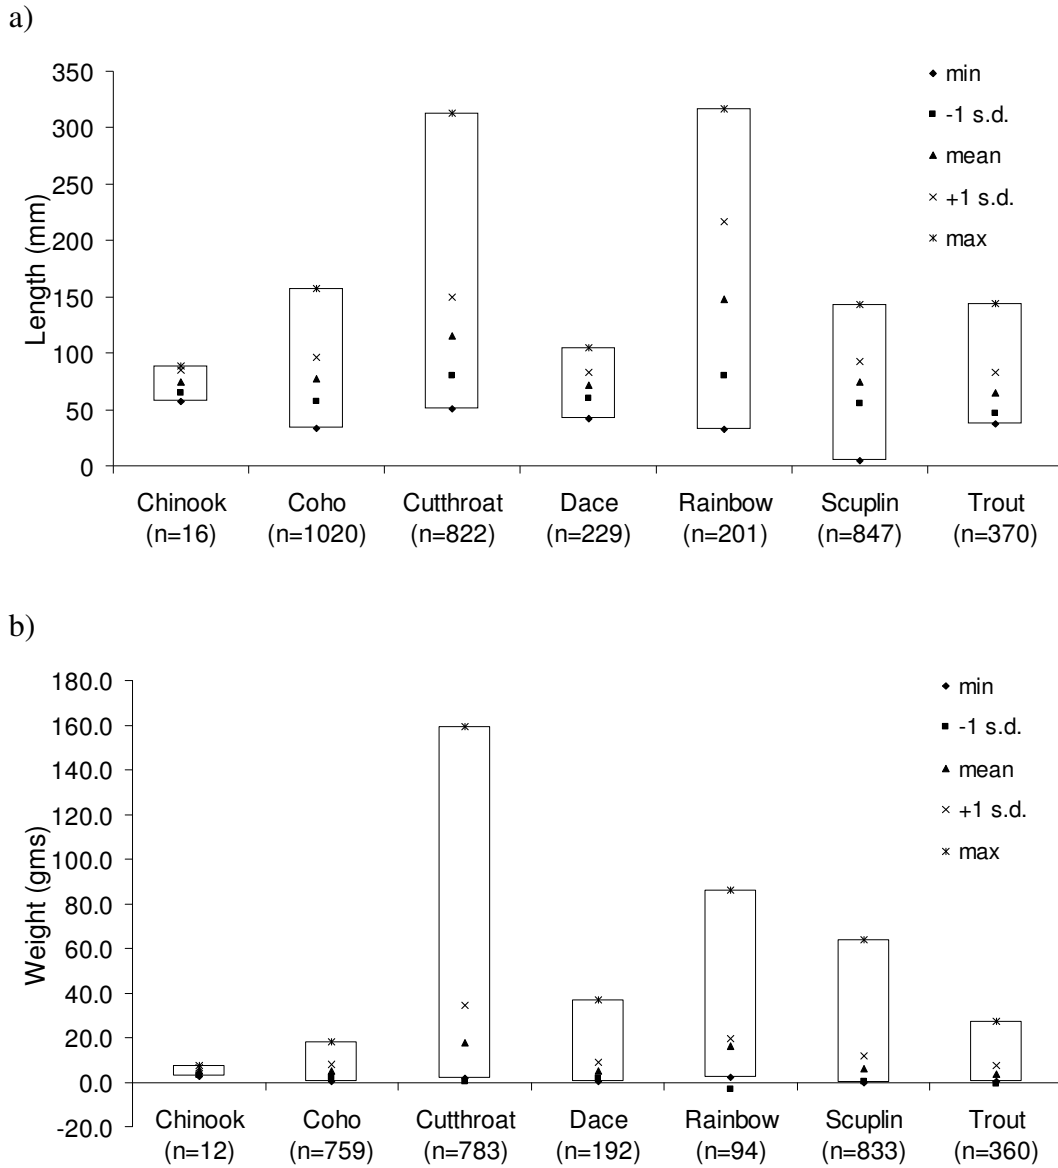 a)
350
300
250
200
150
100
50
0
Length (mm)
min
-1 s.d.
mean
+1 s.d.
max
Chinook Coho Cutthroat Dace Rainbow Scuplin Trout
(n=16) (n=1020) (n=822) (n=229) (n=201) (n=847) (n=370)
b)
180.0
160.0
140.0
120.0
100.0
80.0
60.0
40.0
20.0
0.0
-20.0
Weight (gms)
min
-1 s.d.
mean
+1 s.d.
max
Chinook Coho Cutthroat Dace Rainbow Scuplin Trout
(n=12) (n=759) (n=783) (n=192) (n=94) (n=833) (n=360)